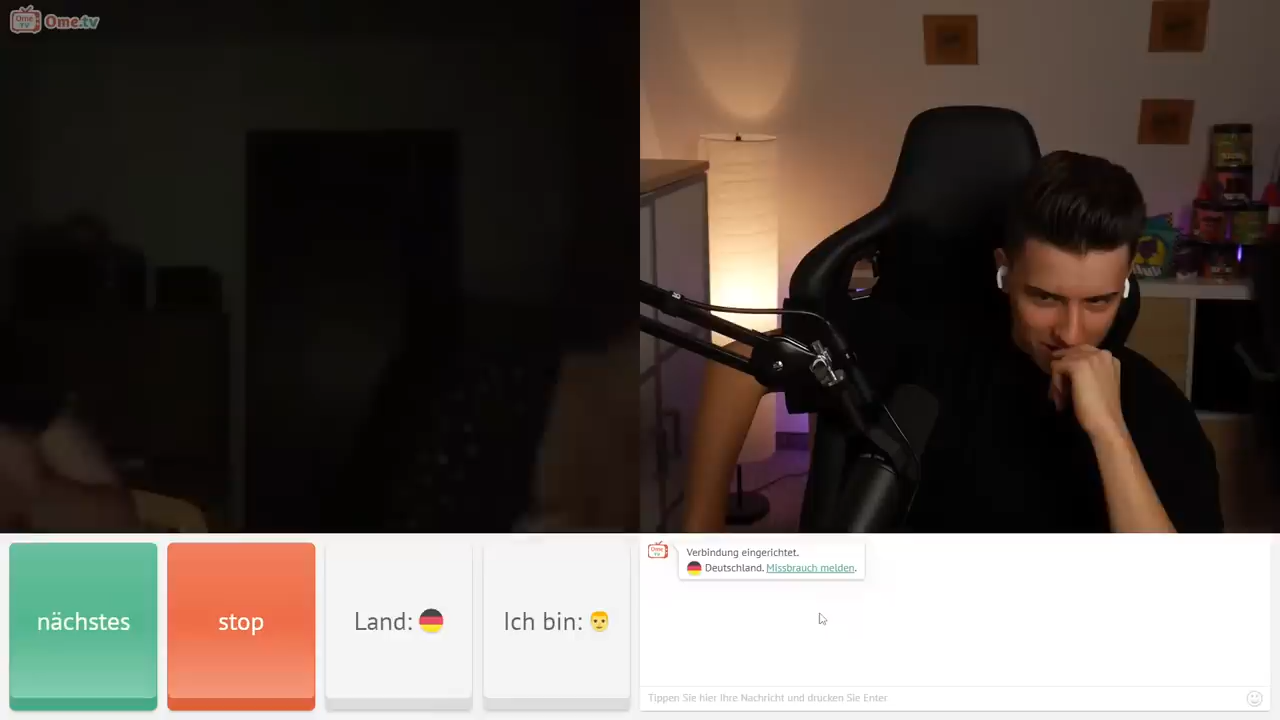 Ome.tv
Verbindung eingerichtet.
Deutschland. Missbrauch melden.
nächstes
stop
Land:
Ich bin:
Tippen Sie hier Ihre Nachricht und drucken Sie Enter